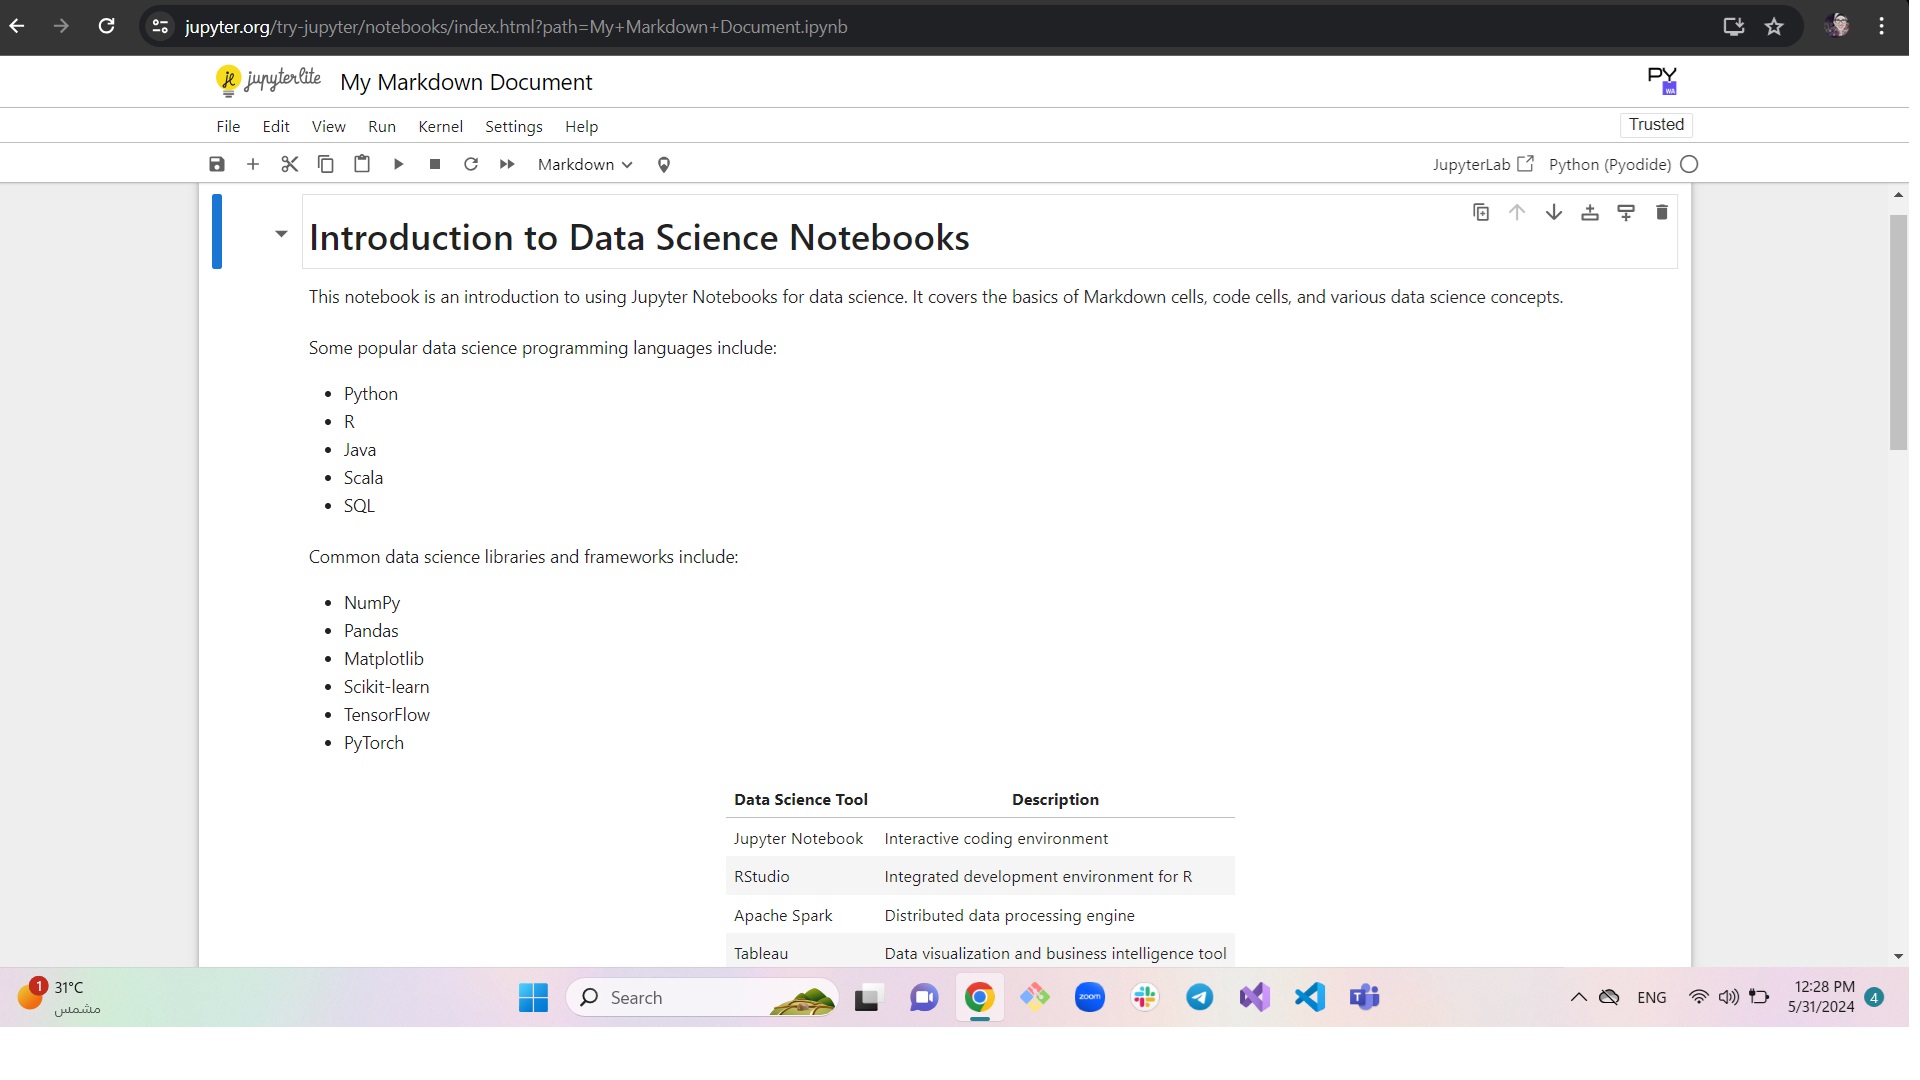 jupyter.org/try-jupyter/notebooks/index.html?path=My+Markdown+Document.ipynb
jupyterlite My Markdown Document PY WA
File Edit View Run Kernel Settings Help Trusted
Markdown JupyterLab Python (Pyodide)
Introduction to Data Science Notebooks
This notebook is an introduction to using Jupyter Notebooks for data science. It covers the basics of Markdown cells, code cells, and various data science concepts.
Some popular data science programming languages include:
Python
R
Java
Scala
SQL
Common data science libraries and frameworks include:
NumPy
Pandas
Matplotlib
Scikit-learn
TensorFlow
PyTorch
Data Science Tool Description
Jupyter Notebook Interactive coding environment
RStudio Integrated development environment for R
Apache Spark Distributed data processing engine
Tableau Data visualization and business intelligence tool
1 31°C
مشمس
Search
zoom
ENG
12:28 PM
5/31/2024
4